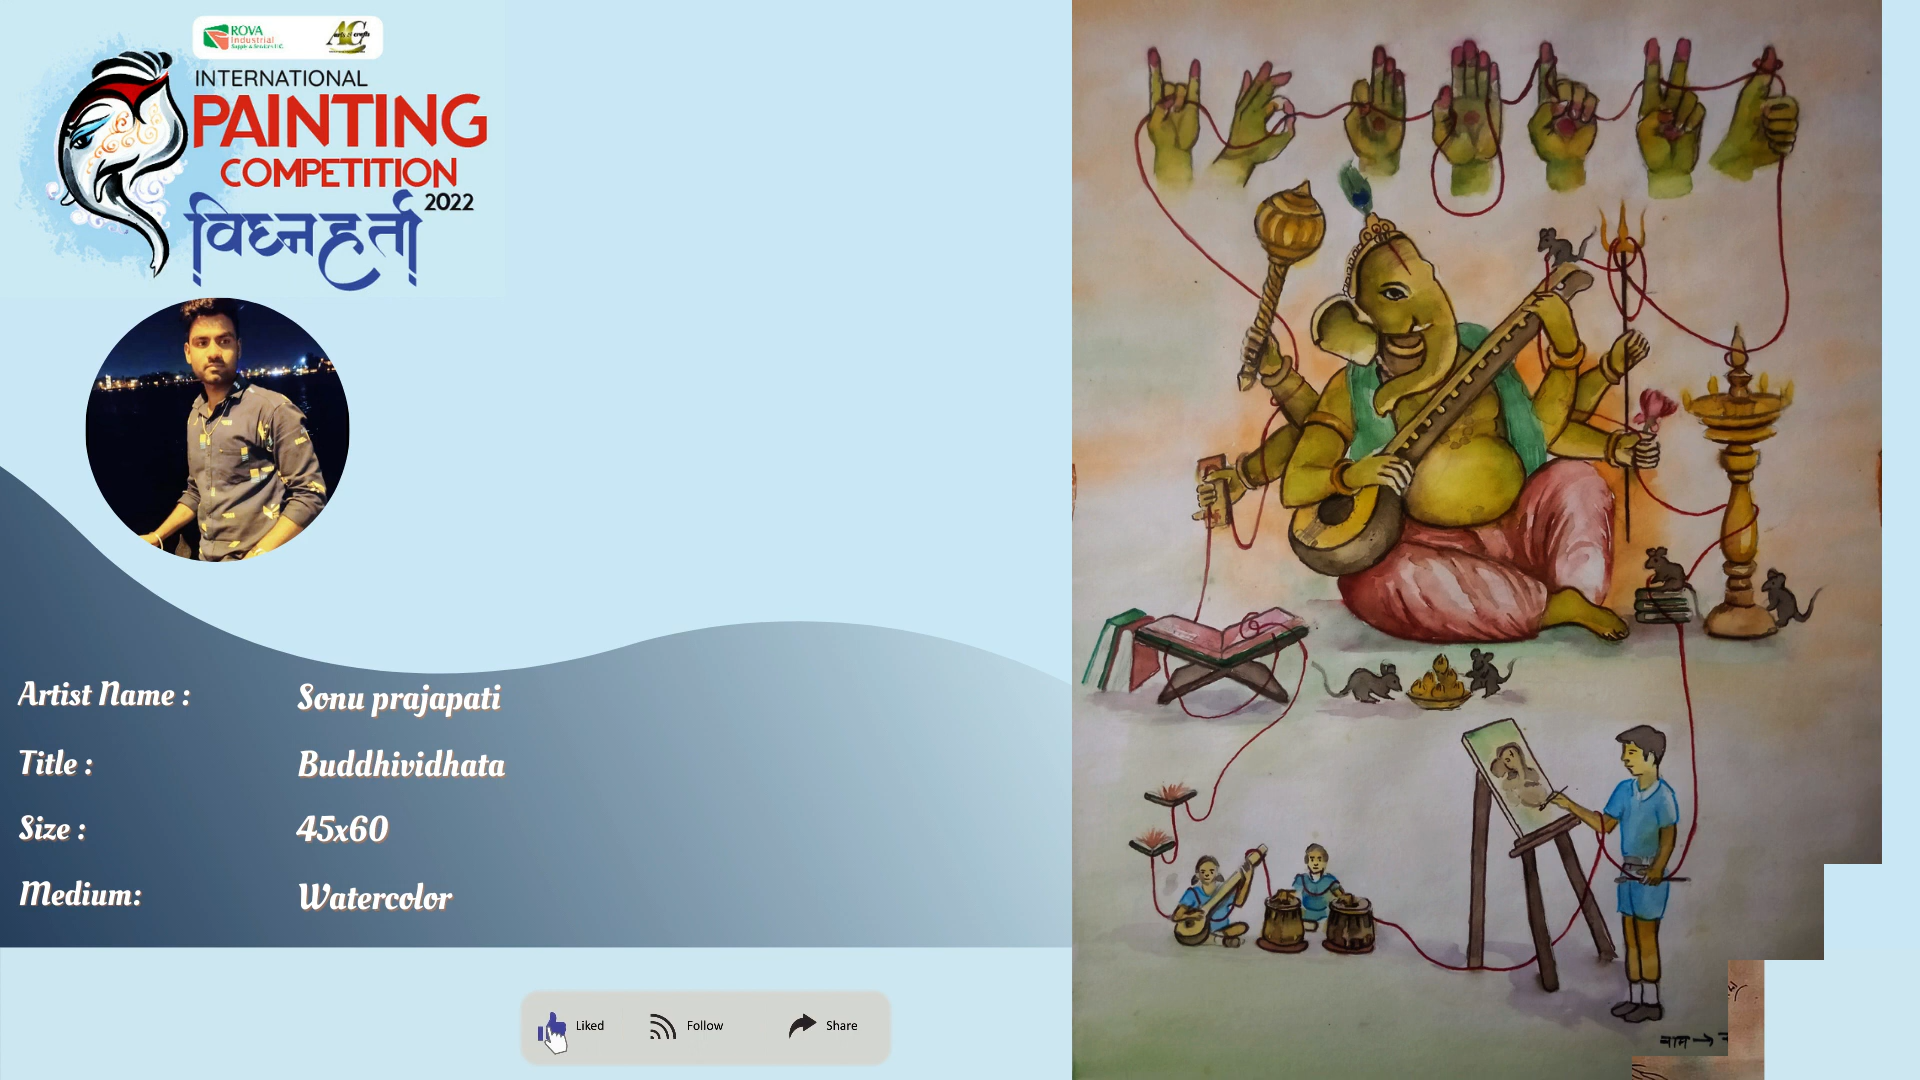 ROVA
Industrial
INTERNATIONAL
PAINTING
COMPETITION
2022
विघ्नहर्ता
Artist Name : Sonu prajapati
Title : Buddhividhata
Size : 45x60
Medium: Watercolor
Liked Follow Share
नाम →